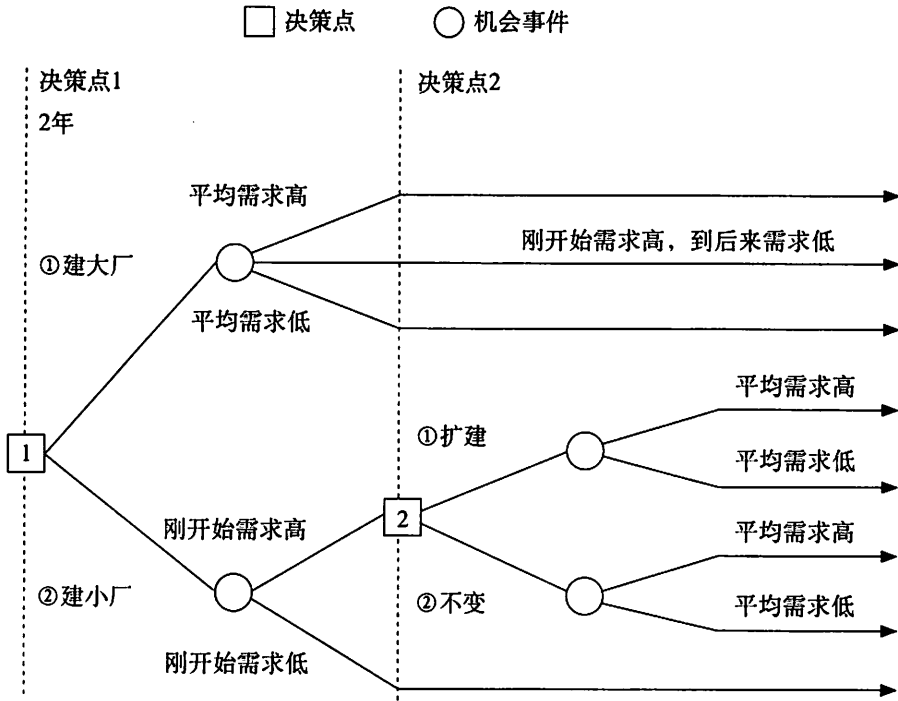 决策点 机会事件
决策点1 决策点2
2年
平均需求高
刚开始需求高，到后来需求低
①建大厂
平均需求低
平均需求高
①扩建
1
平均需求低
2
刚开始需求高
平均需求高
②建小厂
②不变
平均需求低
刚开始需求低